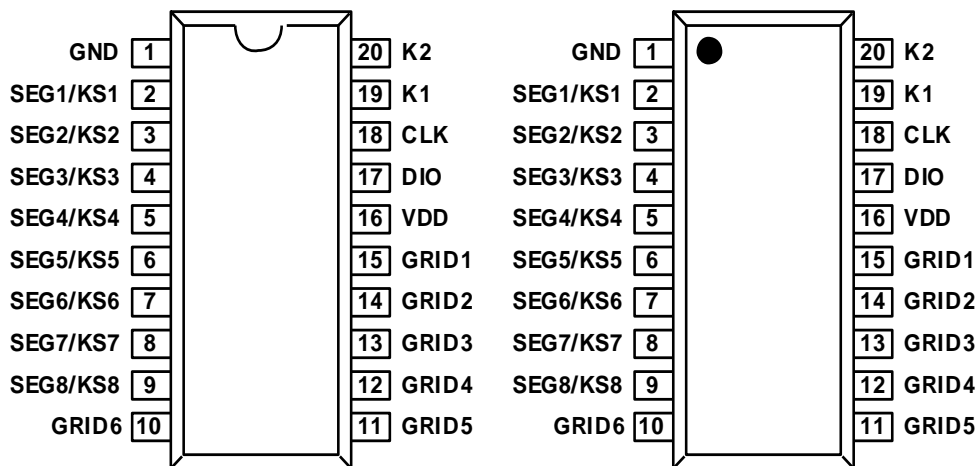 GND 1 20 K2 GND 1 20 K2
SEG1/KS1 2 19 K1 SEG1/KS1 2 19 K1
SEG2/KS2 3 18 CLK SEG2/KS2 3 18 CLK
SEG3/KS3 4 17 DIO SEG3/KS3 4 17 DIO
SEG4/KS4 5 16 VDD SEG4/KS4 5 16 VDD
SEG5/KS5 6 15 GRID1 SEG5/KS5 6 15 GRID1
SEG6/KS6 7 14 GRID2 SEG6/KS6 7 14 GRID2
SEG7/KS7 8 13 GRID3 SEG7/KS7 8 13 GRID3
SEG8/KS8 9 12 GRID4 SEG8/KS8 9 12 GRID4
GRID6 10 11 GRID5 GRID6 10 11 GRID5